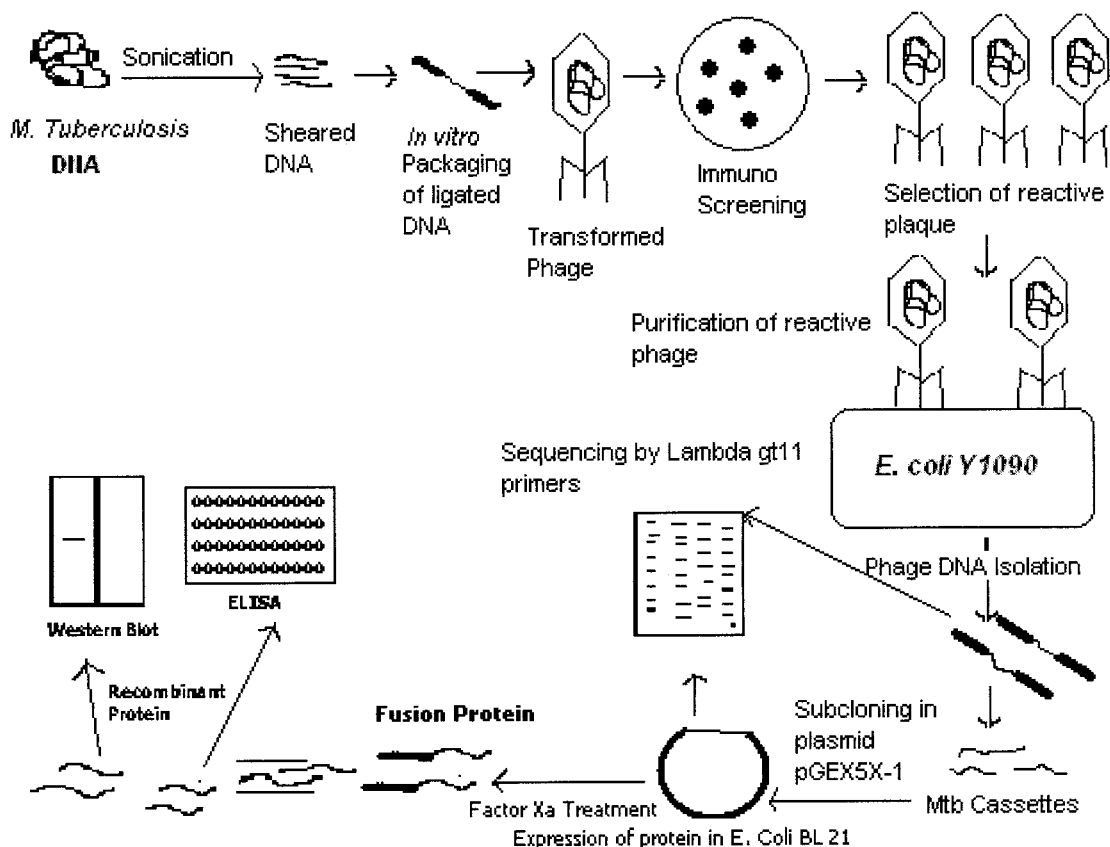 Sonication
M. Tuberculosis
DNA
Sheared
DNA
In vitro
Packaging
of ligated
DNA
Transformed
Phage
Immuno
Screening
Selection of reactive
plaque
Purification of reactive
phage
E. coli Y1090
Sequencing by Lambda gt11
primers
Phage DNA Isolation
Western Blot
ELISA
Recombinant
Protein
Fusion Protein
Subcloning in
plasmid
pGEX5X-1
Mtb Cassettes
Factor Xa Treatment
Expression of protein in E. Coli BL 21